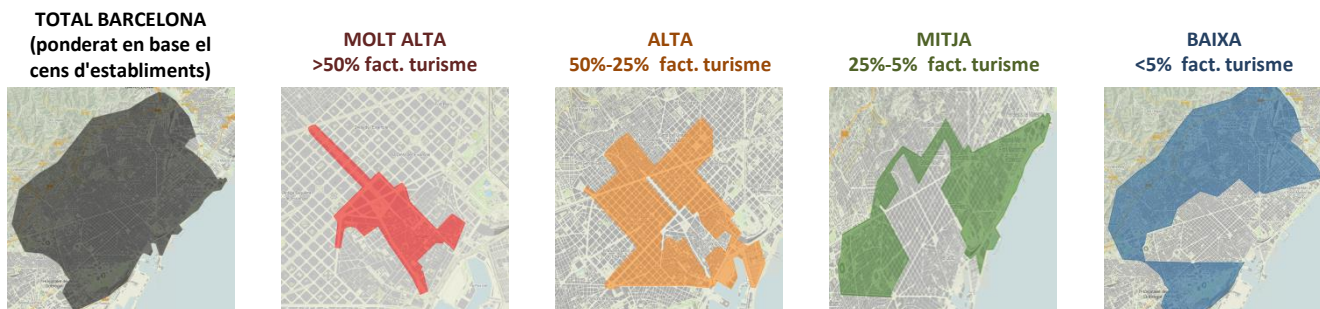 TOTAL BARCELONA
(ponderat en base el
cens d'establiments)
MOLT ALTA
>50% fact. turisme
ALTA
50%-25%  fact. turisme
MITJA
25%-5%  fact. turisme
BAIXA
<5%  fact. turisme